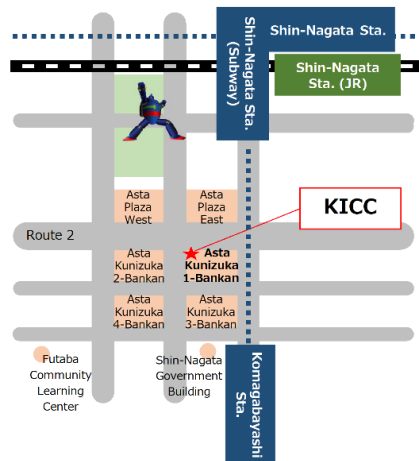 Shin-Nagata Sta.
Shin-Nagata Sta.
(Subway)
Shin-Nagata
Sta. (JR)
Asta
Plaza
West
Asta
Plaza
East
KICC
Route 2
Asta
Kunizuka
2-Bankan
Asta
Kunizuka
1-Bankan
Asta
Kunizuka
4-Bankan
Asta
Kunizuka
3-Bankan
Futaba
Community
Learning
Center
Shin-Nagata
Government
Building
Komagabayashi
Sta.